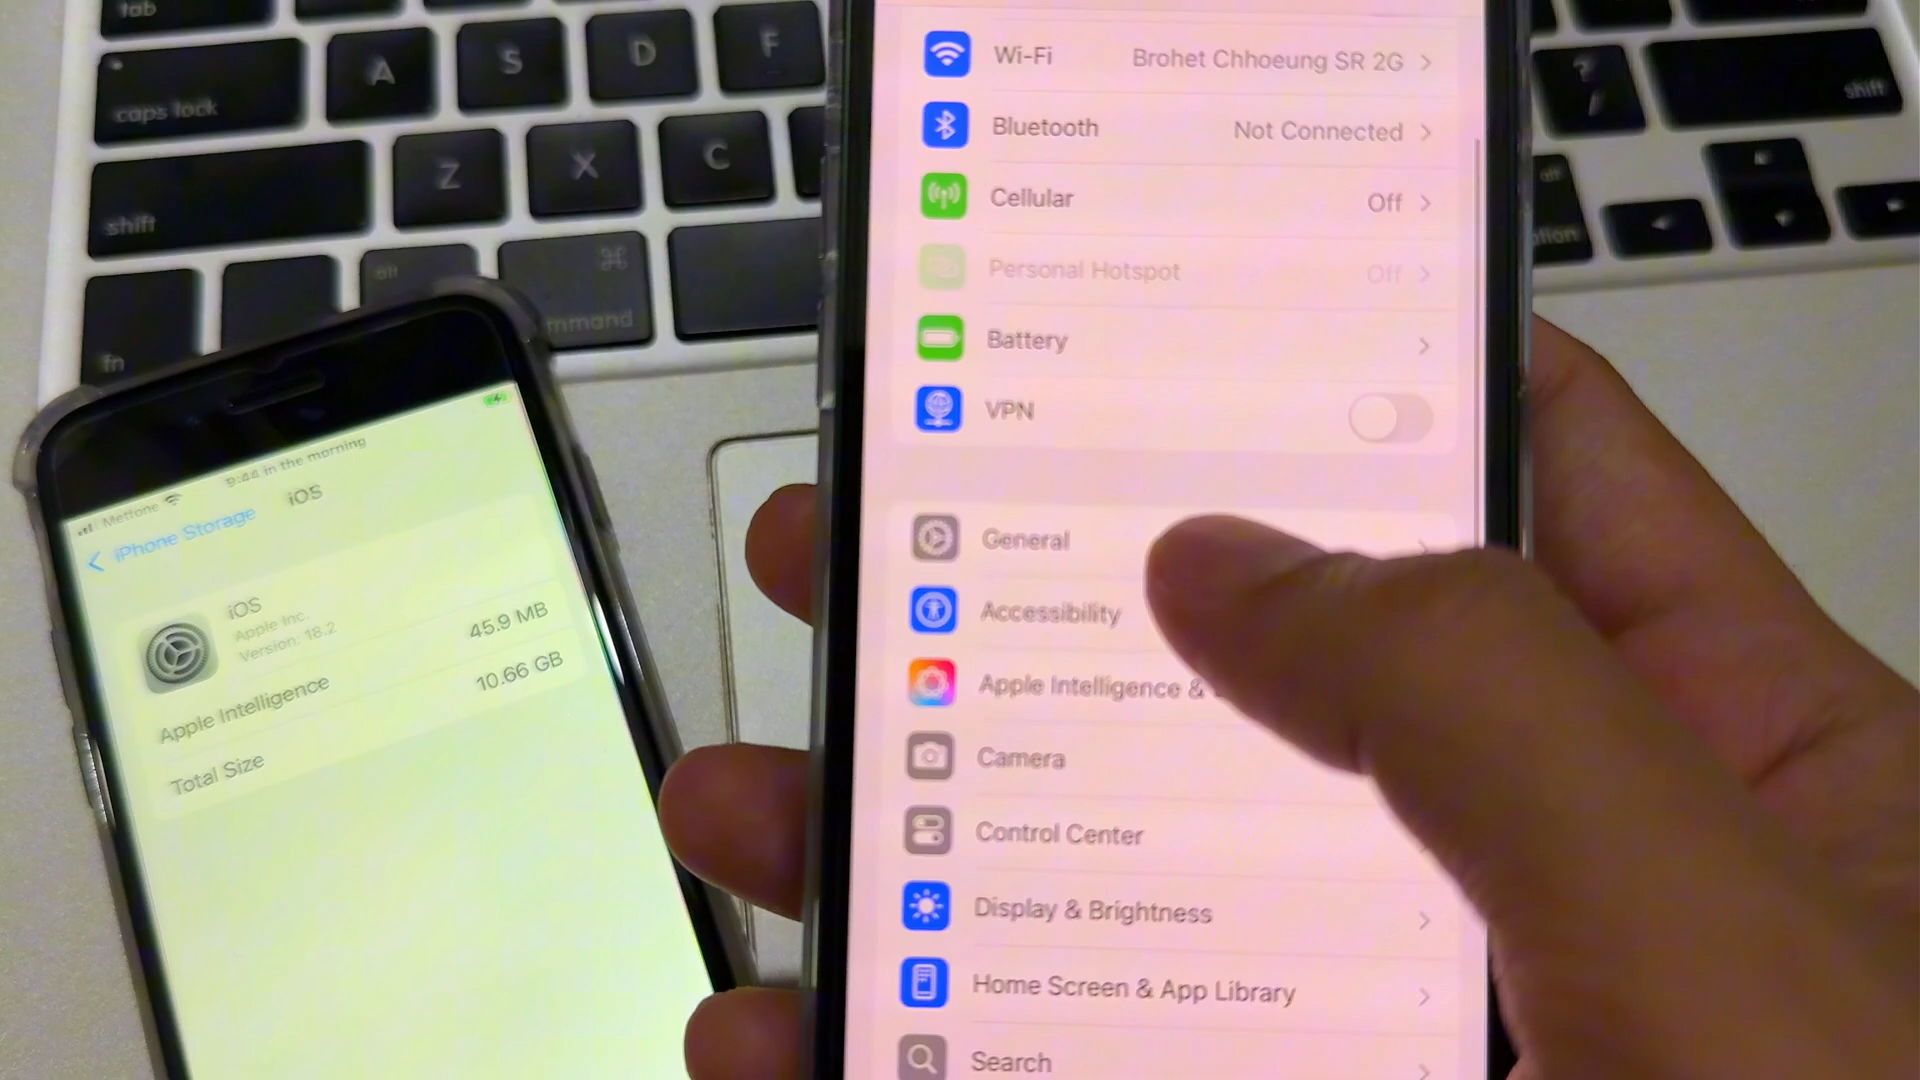 tab
A
S
D
F
caps lock
shift
Z
X
C
alt
⌘
command
fn
?
/
shift
alt
option
Metfone
9:44 in the morning
iPhone Storage
iOS
iOS
Apple Inc.
Version: 18.2
Apple Intelligence 45.9 MB
Total Size 10.66 GB
Wi-Fi Brohet Chhoeung SR 2G
Bluetooth Not Connected
Cellular Off
Personal Hotspot Off
Battery
VPN
General
Accessibility
Apple Intelligence &
Camera
Control Center
Display & Brightness
Home Screen & App Library
Search